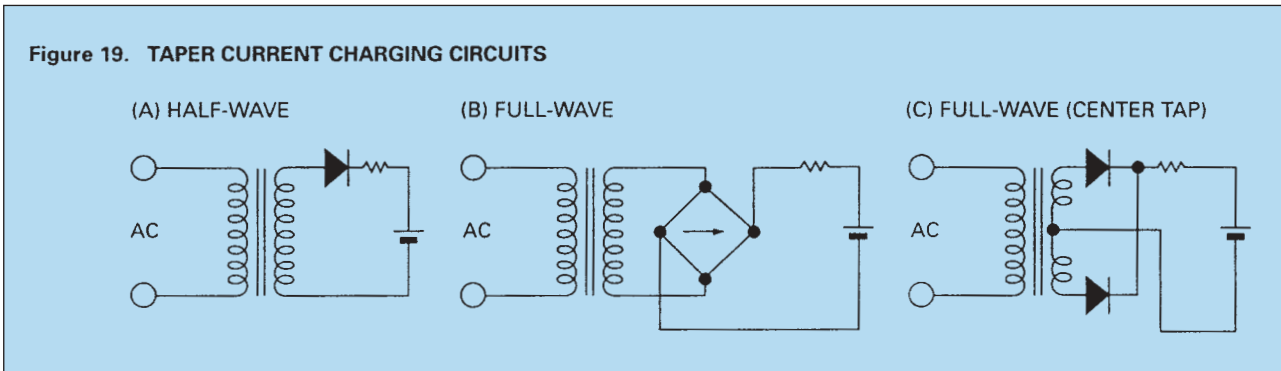 Figure 19. TAPER CURRENT CHARGING CIRCUITS
(A) HALF-WAVE
(B) FULL-WAVE
(C) FULL-WAVE (CENTER TAP)
AC
AC
AC